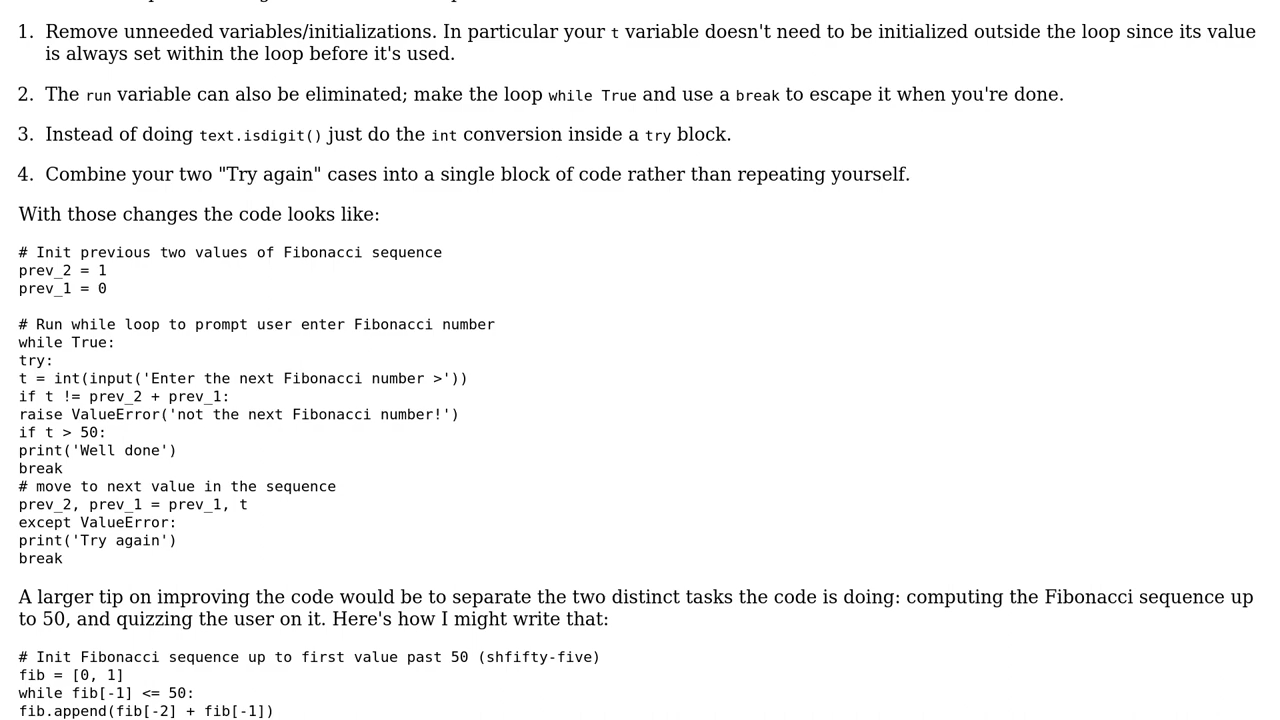 1. Remove unneeded variables/initializations. In particular your t variable doesn't need to be initialized outside the loop since its value
is always set within the loop before it's used.
2. The run variable can also be eliminated; make the loop while True and use a break to escape it when you're done.
3. Instead of doing text.isdigit() just do the int conversion inside a try block.
4. Combine your two "Try again" cases into a single block of code rather than repeating yourself.
With those changes the code looks like:
# Init previous two values of Fibonacci sequence
prev_2 = 1
prev_1 = 0
# Run while loop to prompt user enter Fibonacci number
while True:
try:
t = int(input('Enter the next Fibonacci number >'))
if t != prev_2 + prev_1:
raise ValueError('not the next Fibonacci number!')
if t > 50:
print('Well done')
break
# move to next value in the sequence
prev_2, prev_1 = prev_1, t
except ValueError:
print('Try again')
break
A larger tip on improving the code would be to separate the two distinct tasks the code is doing: computing the Fibonacci sequence up
to 50, and quizzing the user on it. Here's how I might write that:
# Init Fibonacci sequence up to first value past 50 (shfifty-five)
fib = [0, 1]
while fib[-1] <= 50:
fib.append(fib[-2] + fib[-1])